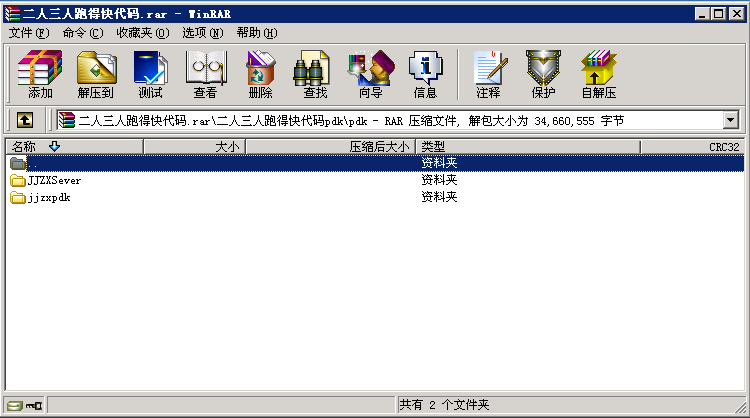 二人三人跑得快代码.rar - WinRAR
文件(F) 命令(C) 收藏夹(O) 选项(N) 帮助(H)
添加 解压到 测试 查看 删除 查找 向导 信息 注释 保护 自解压
二人三人跑得快代码.rar\二人三人跑得快代码pdk\pdk - RAR 压缩文件, 解包大小为 34,660,555 字节
名称 大小 压缩后大小 类型 CRC32
.. 资料夹
JJZXSever 资料夹
jjzxpdk 资料夹
共有 2 个文件夹